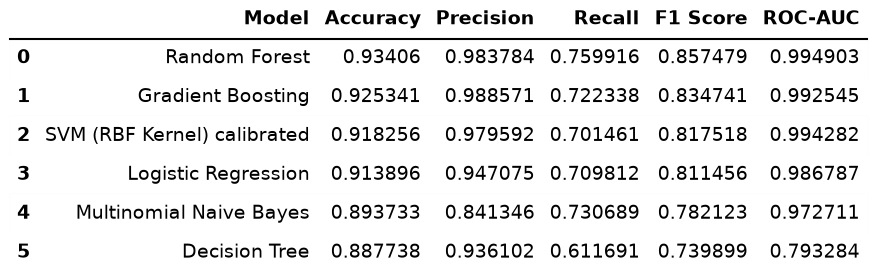 Model Accuracy Precision Recall F1 Score ROC-AUC
0 Random Forest 0.93406 0.983784 0.759916 0.857479 0.994903
1 Gradient Boosting 0.925341 0.988571 0.722338 0.834741 0.992545
2 SVM (RBF Kernel) calibrated 0.918256 0.979592 0.701461 0.817518 0.994282
3 Logistic Regression 0.913896 0.947075 0.709812 0.811456 0.986787
4 Multinomial Naive Bayes 0.893733 0.841346 0.730689 0.782123 0.972711
5 Decision Tree 0.887738 0.936102 0.611691 0.739899 0.793284